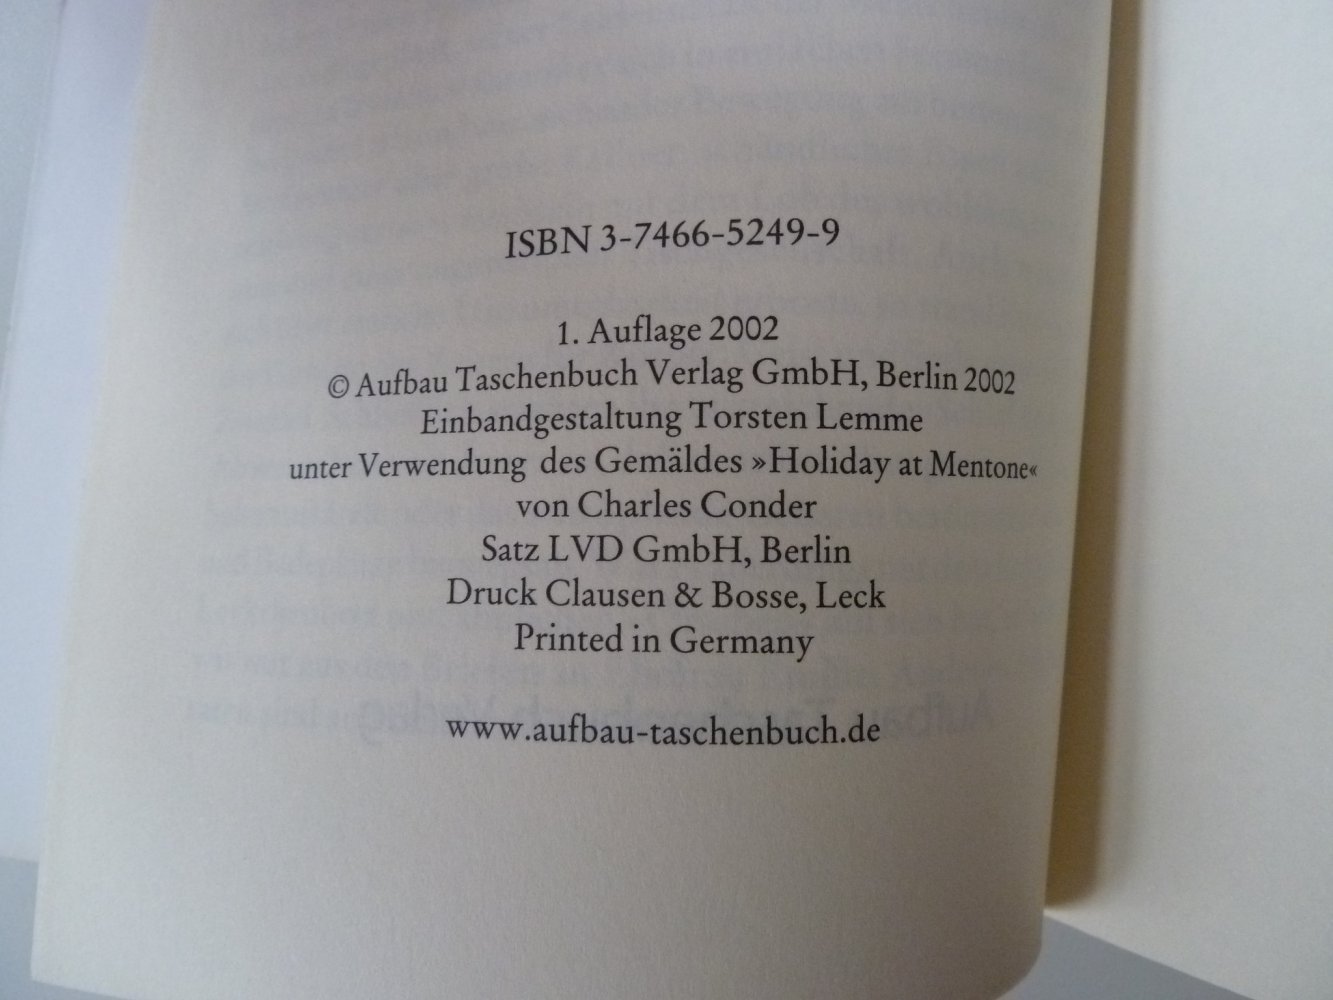 ISBN 3-7466-5249-9
1. Auflage 2002
© Aufbau Taschenbuch Verlag GmbH, Berlin 2002
Einbandgestaltung Torsten Lemme
unter Verwendung des Gemäldes »Holiday at Mentone«
von Charles Conder
Satz LVD GmbH, Berlin
Druck Clausen & Bosse, Leck
Printed in Germany
www.aufbau-taschenbuch.de